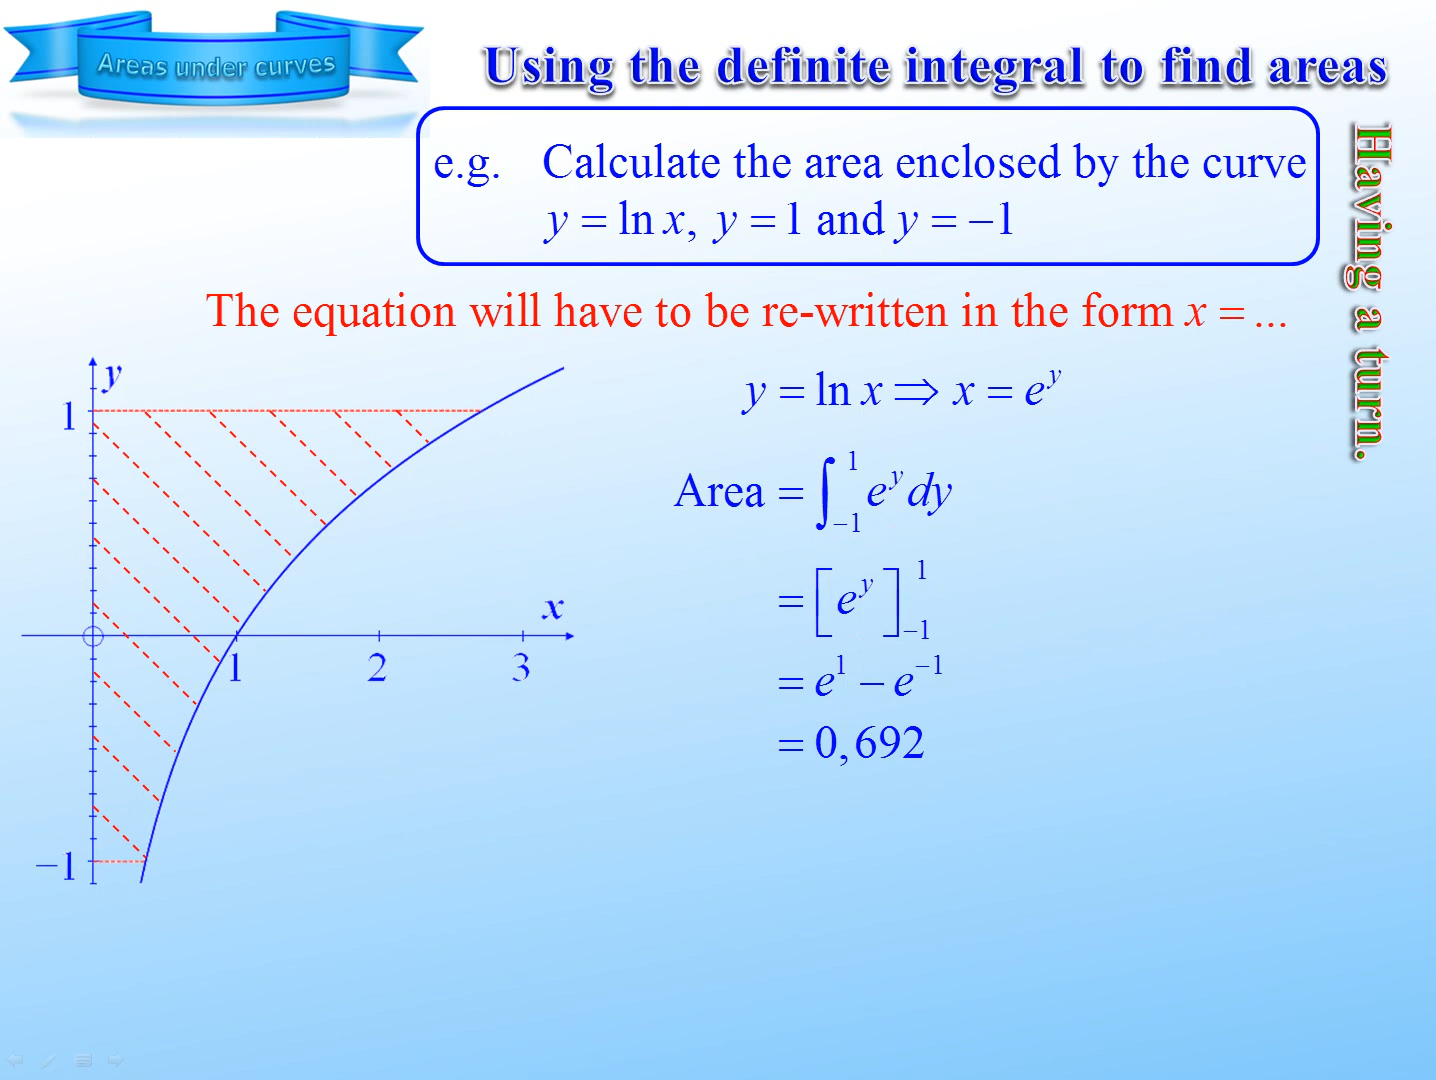 Areas under curves
Using the definite integral to find areas
e.g. Calculate the area enclosed by the curve
y = ln x, y = 1 and y = −1
Having a turn.
The equation will have to be re-written in the form x = ...
y = ln x ⇒ x = e^y
Area = ∫_{−1}^{1} e^y dy
= [e^y]_{−1}^{1}
= e^1 − e^{−1}
= 0,692
y
1
x
1 2 3
−1